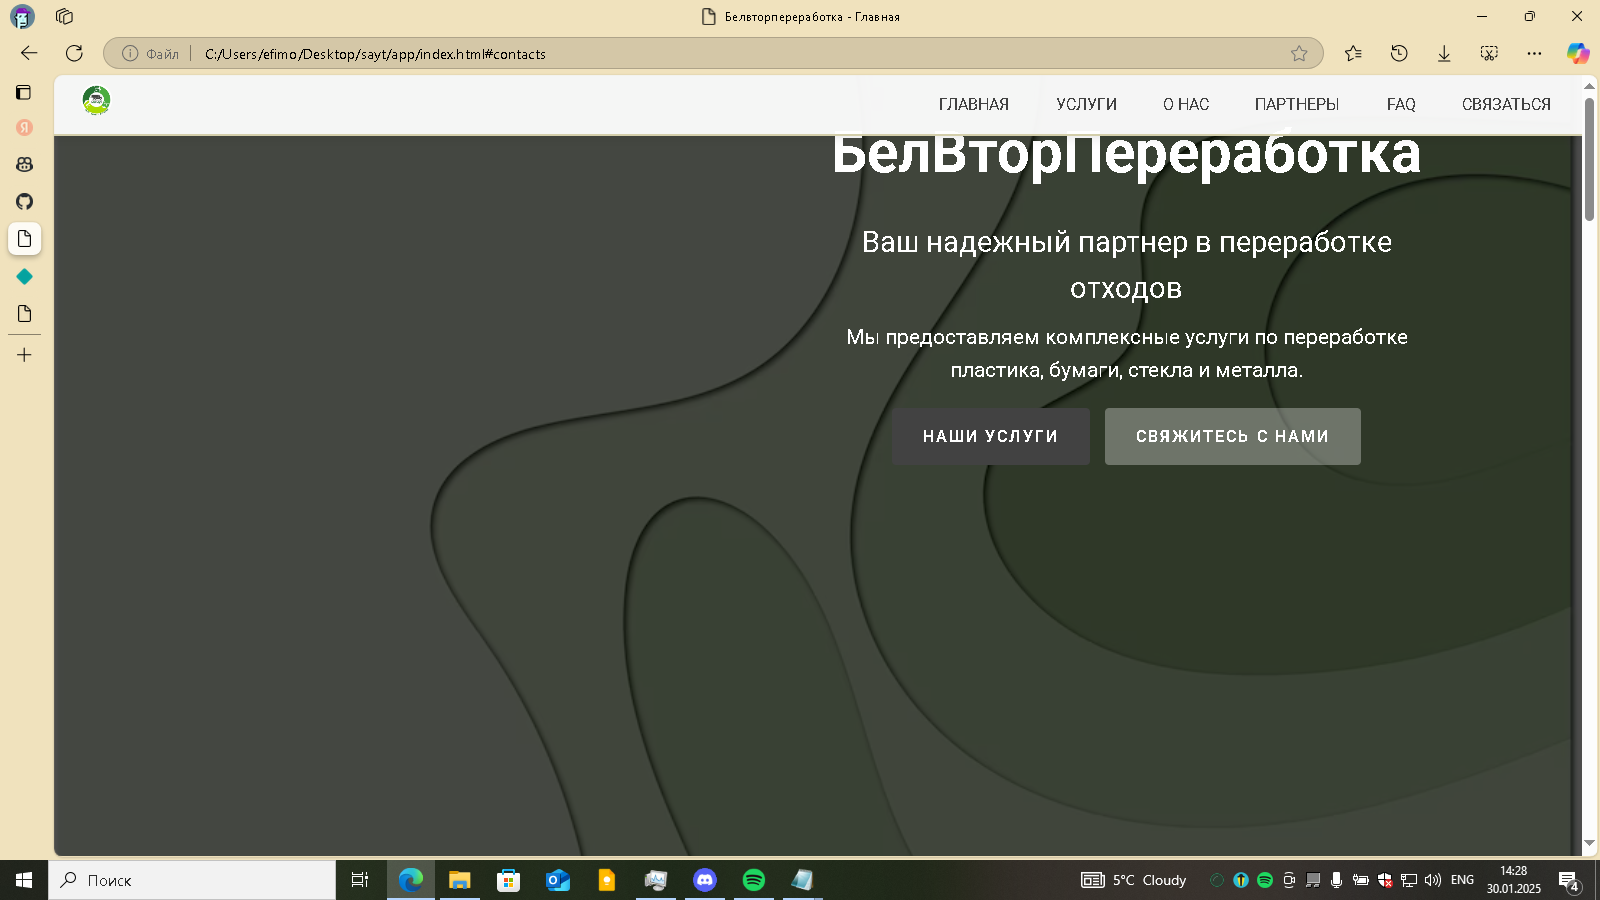 Белвторпереработка - Главная
Файл
C:/Users/efimo/Desktop/sayt/app/index.html#contacts
ГЛАВНАЯ УСЛУГИ О НАС ПАРТНЕРЫ FAQ СВЯЗАТЬСЯ
БелВторПереработка
Ваш надежный партнер в переработке
отходов
Мы предоставляем комплексные услуги по переработке
пластика, бумаги, стекла и металла.
НАШИ УСЛУГИ СВЯЖИТЕСЬ С НАМИ
Поиск
5°C Cloudy
ENG
14:28
30.01.2025
4